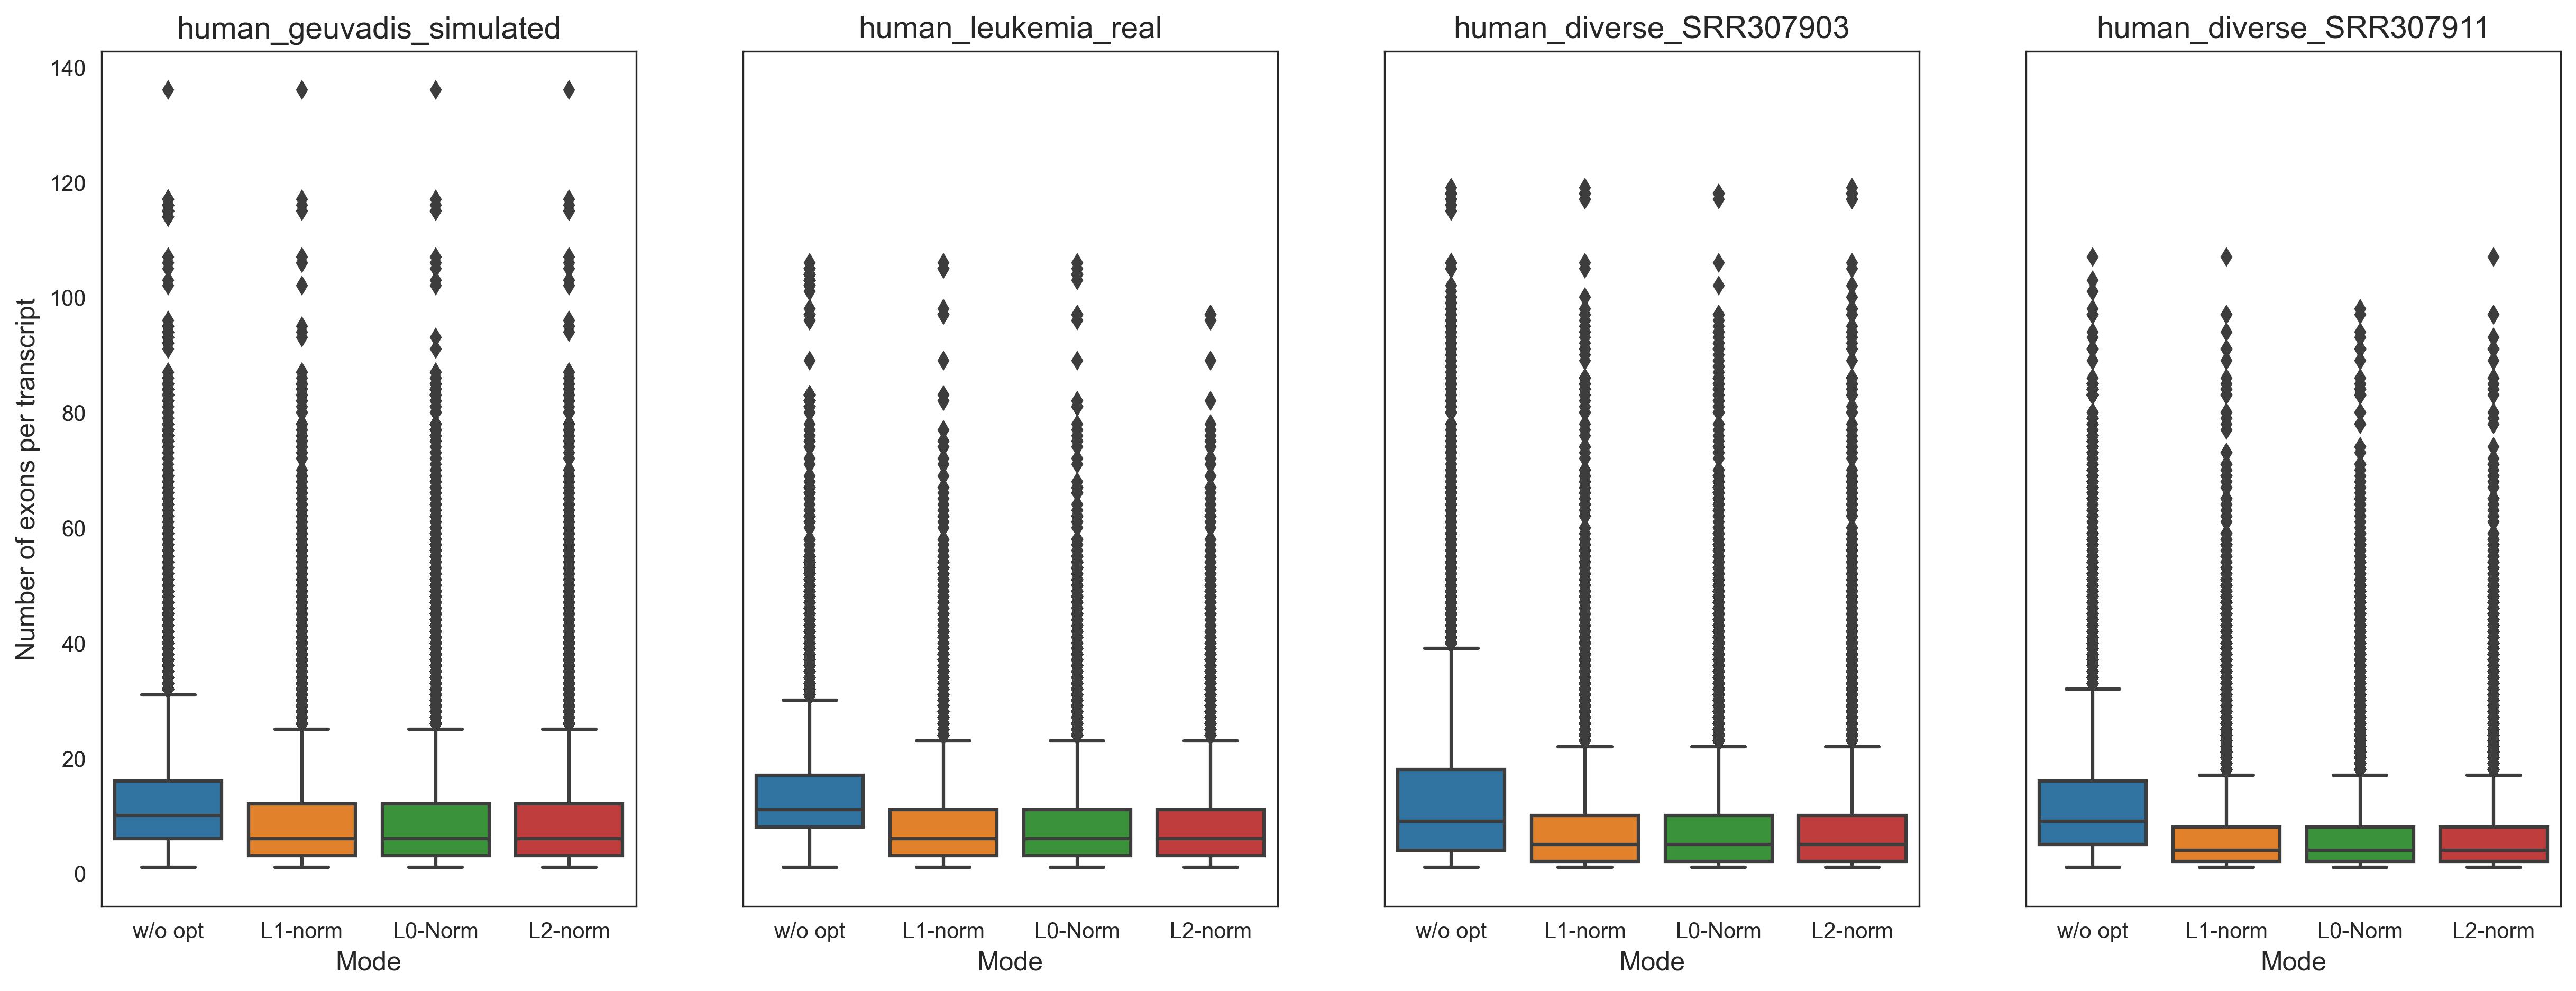 human_geuvadis_simulated
human_leukemia_real
human_diverse_SRR307903
human_diverse_SRR307911
Number of exons per transcript
140
120
100
80
60
40
20
0
w/o opt L1-norm L0-Norm L2-norm
w/o opt L1-norm L0-Norm L2-norm
w/o opt L1-norm L0-Norm L2-norm
w/o opt L1-norm L0-Norm L2-norm
Mode
Mode
Mode
Mode